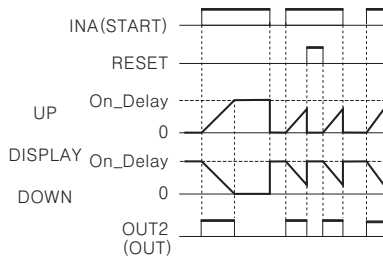 INA(START)
RESET
On_Delay
UP
0
DISPLAY On_Delay
0
DOWN
OUT2
(OUT)